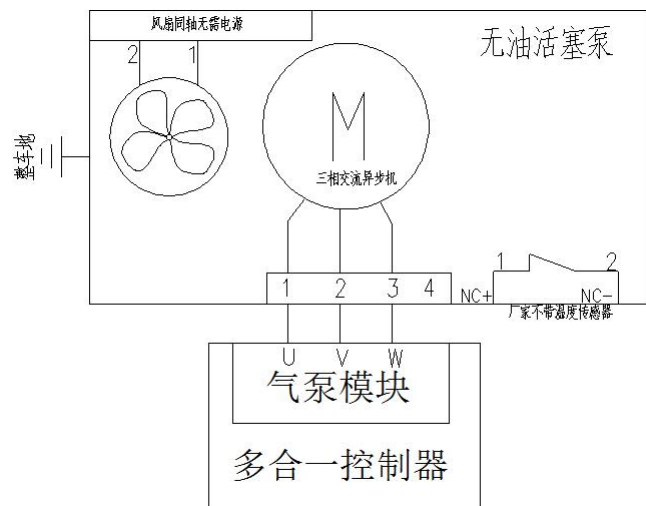 风扇同轴无需电源
2 1
无油活塞泵
整车地
M
三相交流异步机
1 2 3 4
1 2
NC+ NC-
厂家不带温度传感器
U V W
气泵模块
多合一控制器